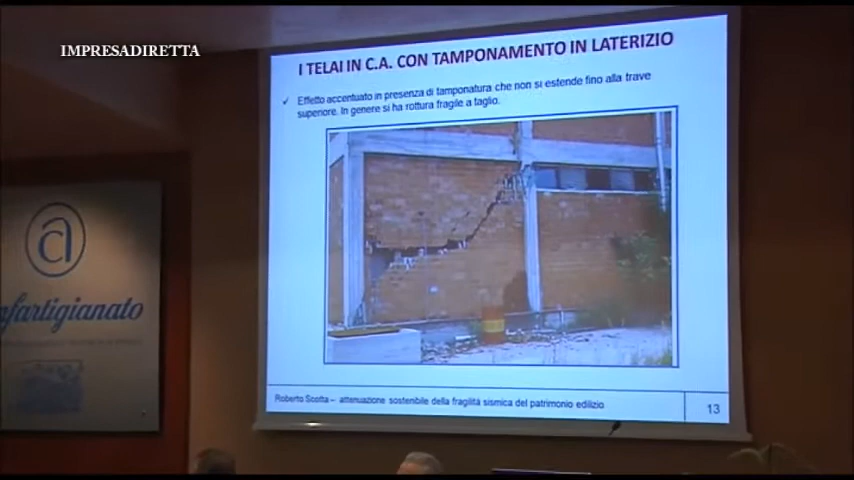 IMPRESADIRETTA
I TELAI IN C.A. CON TAMPONAMENTO IN LATERIZIO
✓ Effetto accentuato in presenza di tamponatura che non si estende fino alla trave
superiore. In genere si ha rottura fragile a taglio.
nfartigianato
Roberto Scotta – attenuazione sostenibile della fragilità sismica del patrimonio edilizio
13